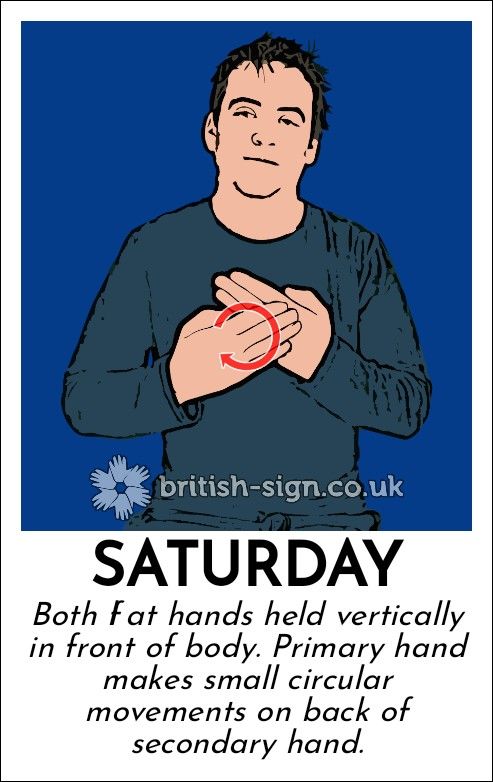 british-sign.co.uk
SATURDAY
Both f at hands held vertically
in front of body. Primary hand
makes small circular
movements on back of
secondary hand.